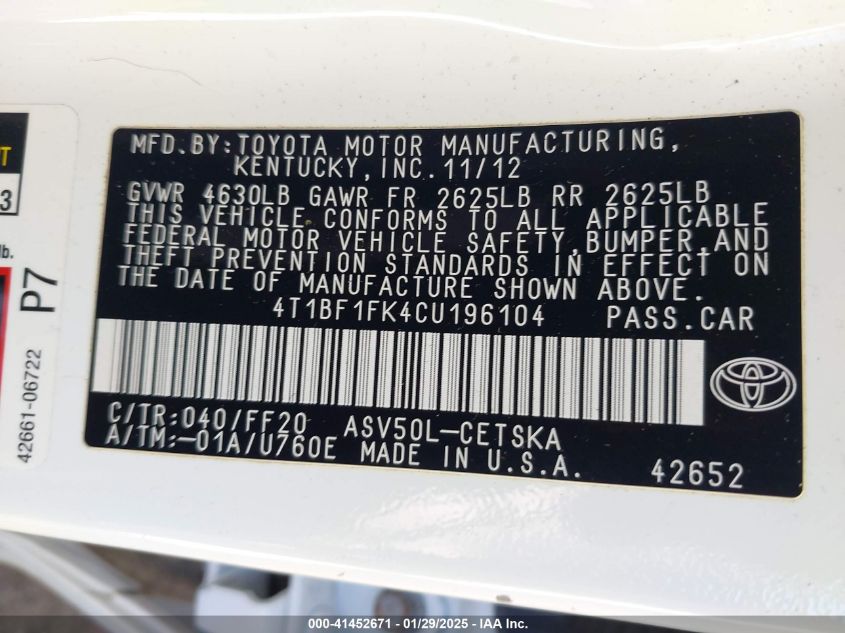 MFD.BY:TOYOTA MOTOR MANUFACTURING,
KENTUCKY,INC.11/12
GVWR 4630LB GAWR FR 2625LB RR 2625LB
THIS VEHICLE CONFORMS TO ALL APPLICABLE
FEDERAL MOTOR VEHICLE SAFETY,BUMPER,AND
THEFT PREVENTION STANDARDS IN EFFECT ON
THE DATE OF MANUFACTURE SHOWN ABOVE.
4T1BF1FK4CU196104 PASS.CAR
C/TR:040/FF20 ASV50L-CETSKA
A/TM:-01A/U760E MADE IN U.S.A.
42652
3
lb.
P7
42661-06722
000-41452671 - 01/29/2025 - IAA Inc.